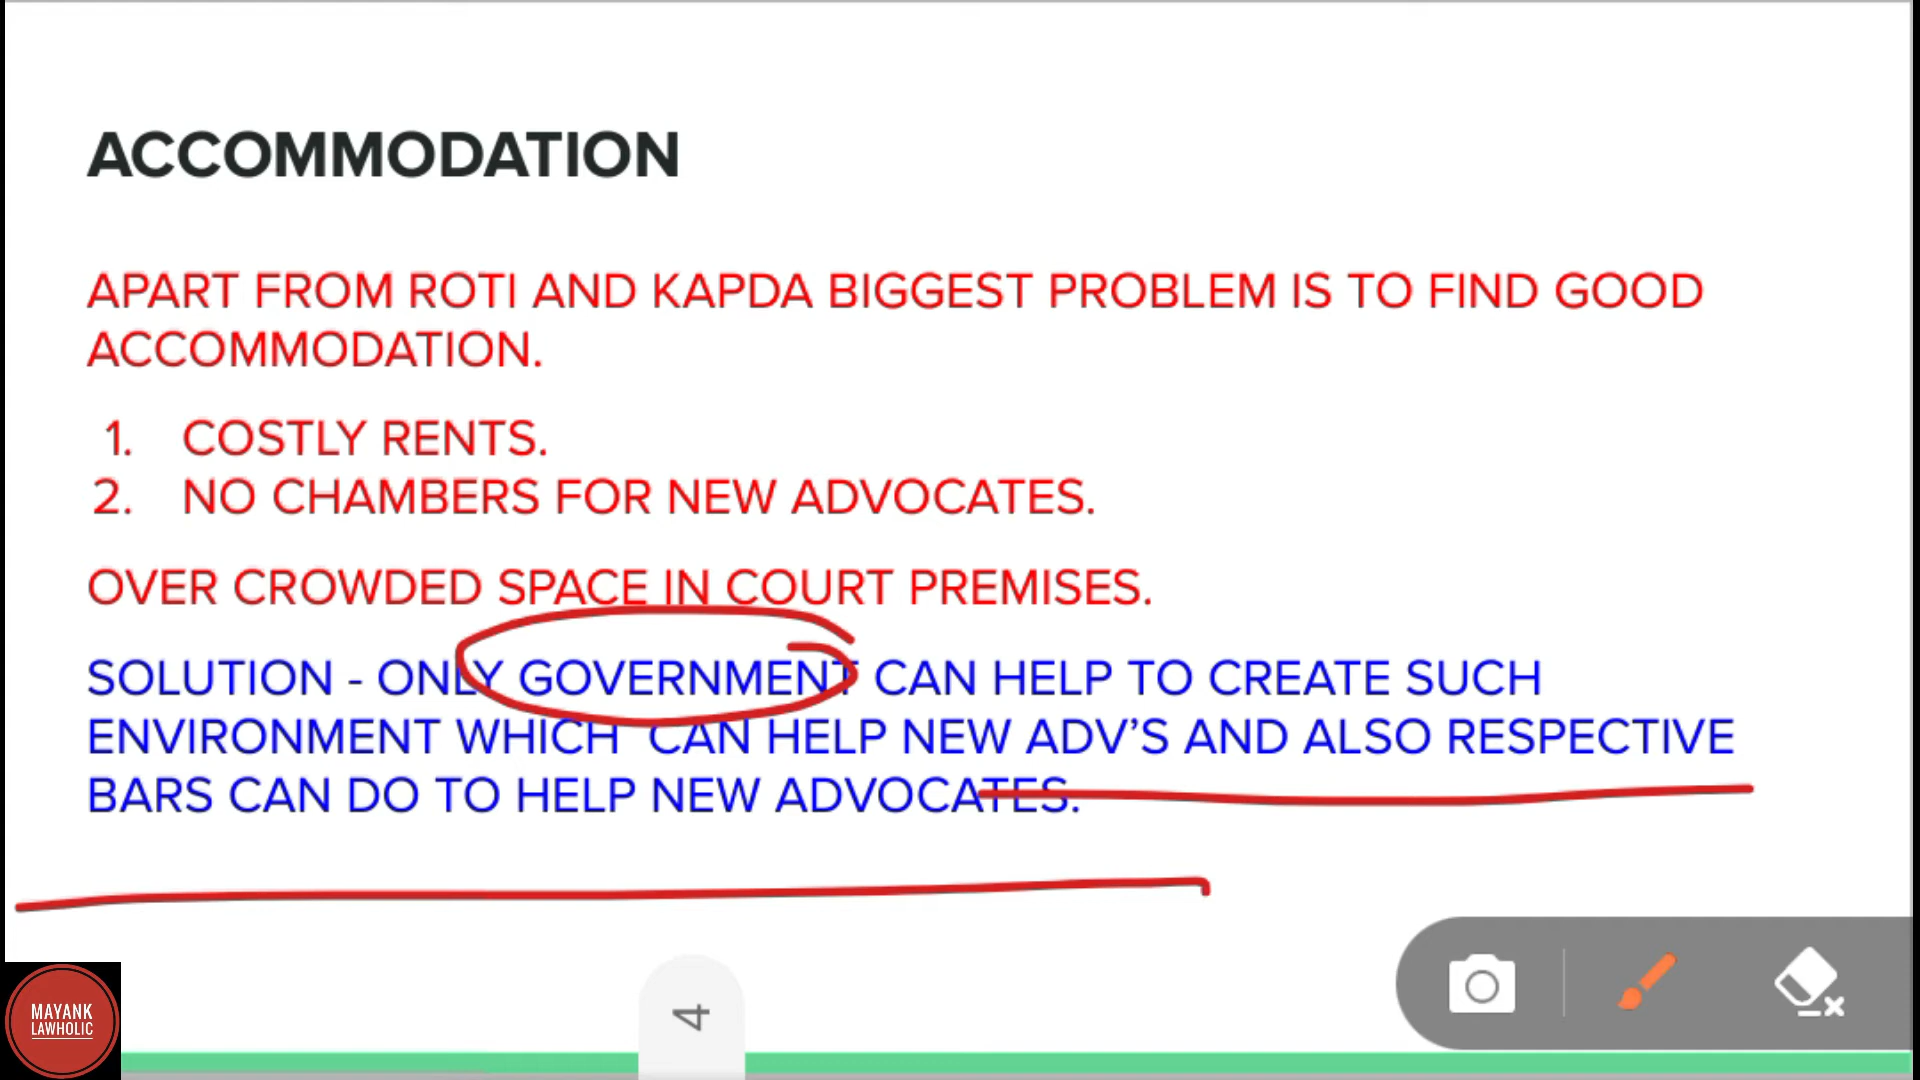 ACCOMMODATION
APART FROM ROTI AND KAPDA BIGGEST PROBLEM IS TO FIND GOOD
ACCOMMODATION.
1. COSTLY RENTS.
2. NO CHAMBERS FOR NEW ADVOCATES.
OVER CROWDED SPACE IN COURT PREMISES.
SOLUTION - ONLY GOVERNMENT CAN HELP TO CREATE SUCH
ENVIRONMENT WHICH CAN HELP NEW ADV'S AND ALSO RESPECTIVE
BARS CAN DO TO HELP NEW ADVOCATES.
4
MAYANK
LAWHOLIC